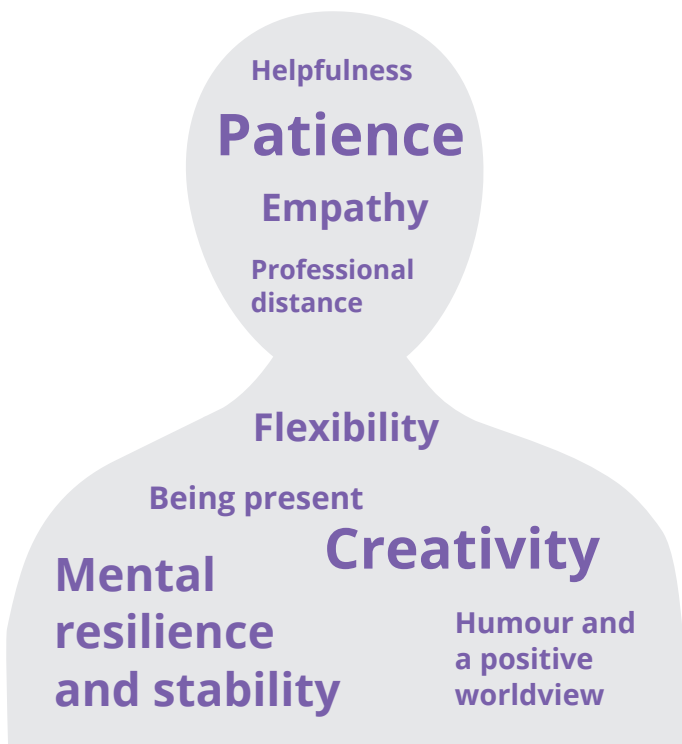 Helpfulness
Patience
Empathy
Professional
distance
Flexibility
Being present
Creativity
Mental
resilience
and stability
Humour and
a positive
worldview